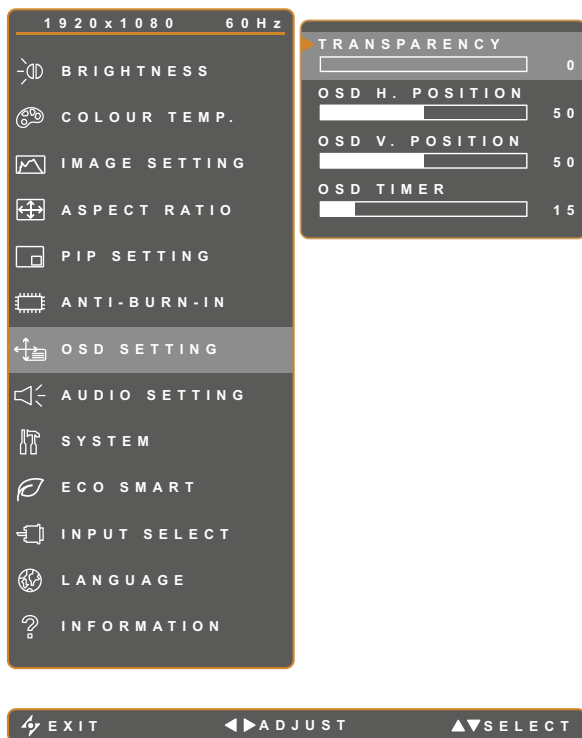 1920x1080 60Hz
BRIGHTNESS
COLOUR TEMP.
IMAGE SETTING
ASPECT RATIO
PIP SETTING
ANTI-BURN-IN
OSD SETTING
AUDIO SETTING
SYSTEM
ECO SMART
INPUT SELECT
LANGUAGE
INFORMATION
TRANSPARENCY
0
OSD H. POSITION
50
OSD V. POSITION
50
OSD TIMER
15
EXIT ADJUST SELECT